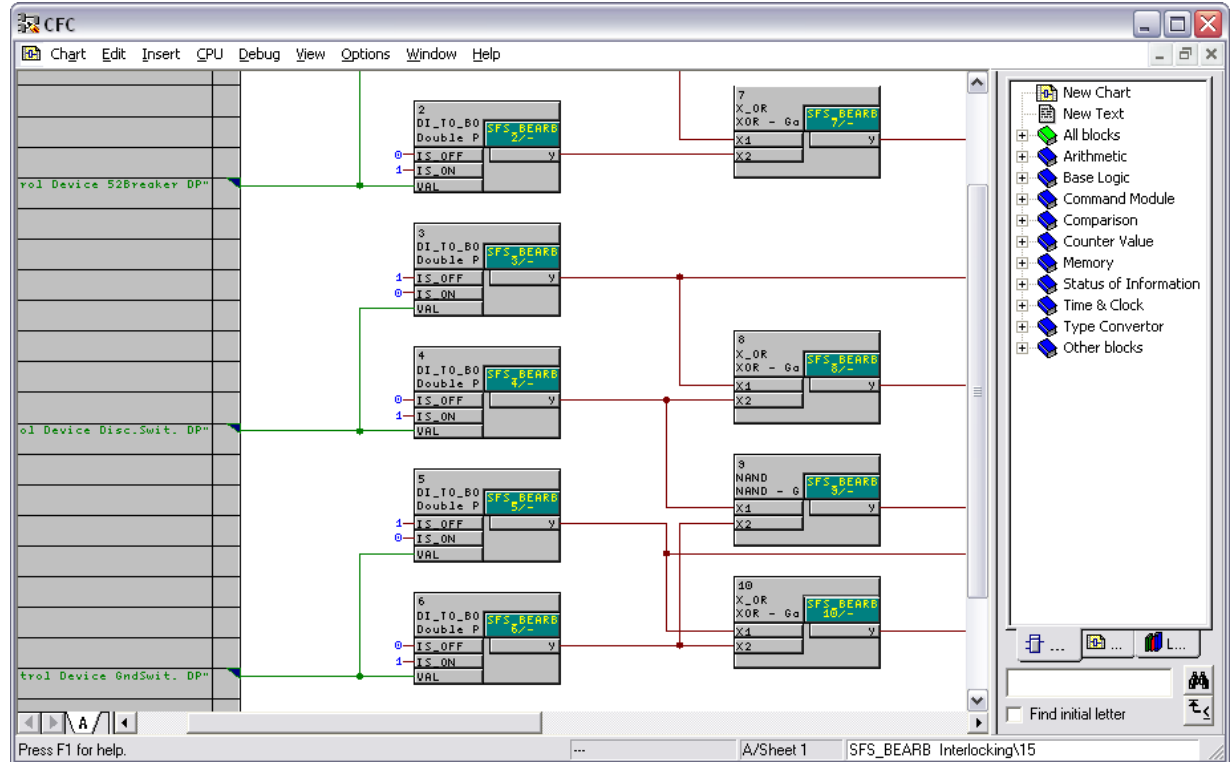 CFC
Chart Edit Insert CPU Debug View Options Window Help
2
DI_TO_BO
Double P
SFS_BEARB
2/-
0 IS_OFF Y
1 IS_ON
VAL
rol Device 52Breaker DP"
7
X_OR
XOR - Ga
SFS_BEARB
7/-
X1 Y
X2
3
DI_TO_BO
Double P
SFS_BEARB
3/-
1 IS_OFF Y
0 IS_ON
VAL
8
X_OR
XOR - Ga
SFS_BEARB
8/-
X1 Y
X2
4
DI_TO_BO
Double P
SFS_BEARB
4/-
0 IS_OFF Y
1 IS_ON
VAL
ol Device Disc.Swit. DP"
9
NAND
NAND - G
SFS_BEARB
9/-
X1 Y
X2
5
DI_TO_BO
Double P
SFS_BEARB
5/-
1 IS_OFF Y
0 IS_ON
VAL
10
X_OR
XOR - Ga
SFS_BEARB
10/-
X1 Y
X2
6
DI_TO_BO
Double P
SFS_BEARB
6/-
0 IS_OFF Y
1 IS_ON
VAL
trol Device GndSwit. DP"
New Chart
New Text
All blocks
Arithmetic
Base Logic
Command Module
Comparison
Counter Value
Memory
Status of Information
Time & Clock
Type Convertor
Other blocks
... ... L...
Find initial letter
A
Press F1 for help.
---
A/Sheet 1
SFS_BEARB Interlocking\15